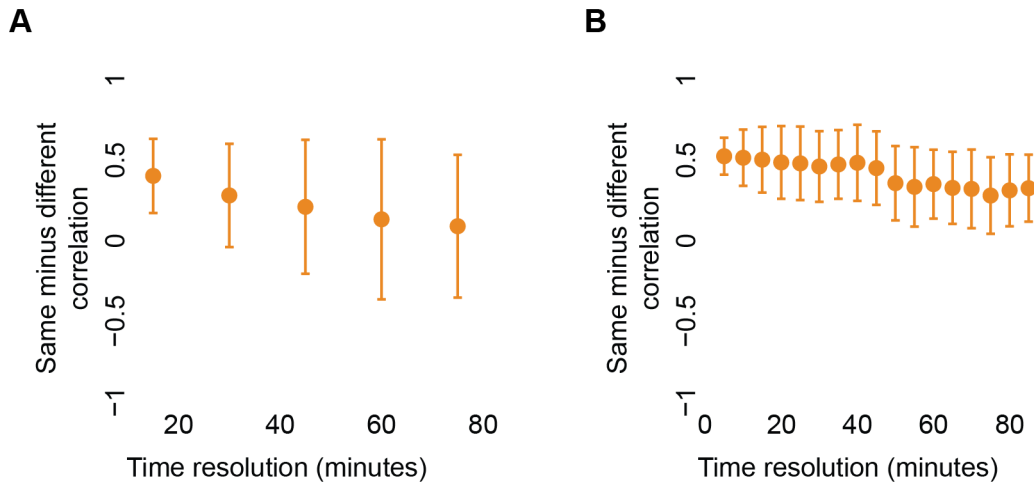 A
Same minus different
correlation
1
0.5
0
−0.5
−1
20 40 60 80
Time resolution (minutes)
B
Same minus different
correlation
1
0.5
0
−0.5
−1
0 20 40 60 80
Time resolution (minutes)